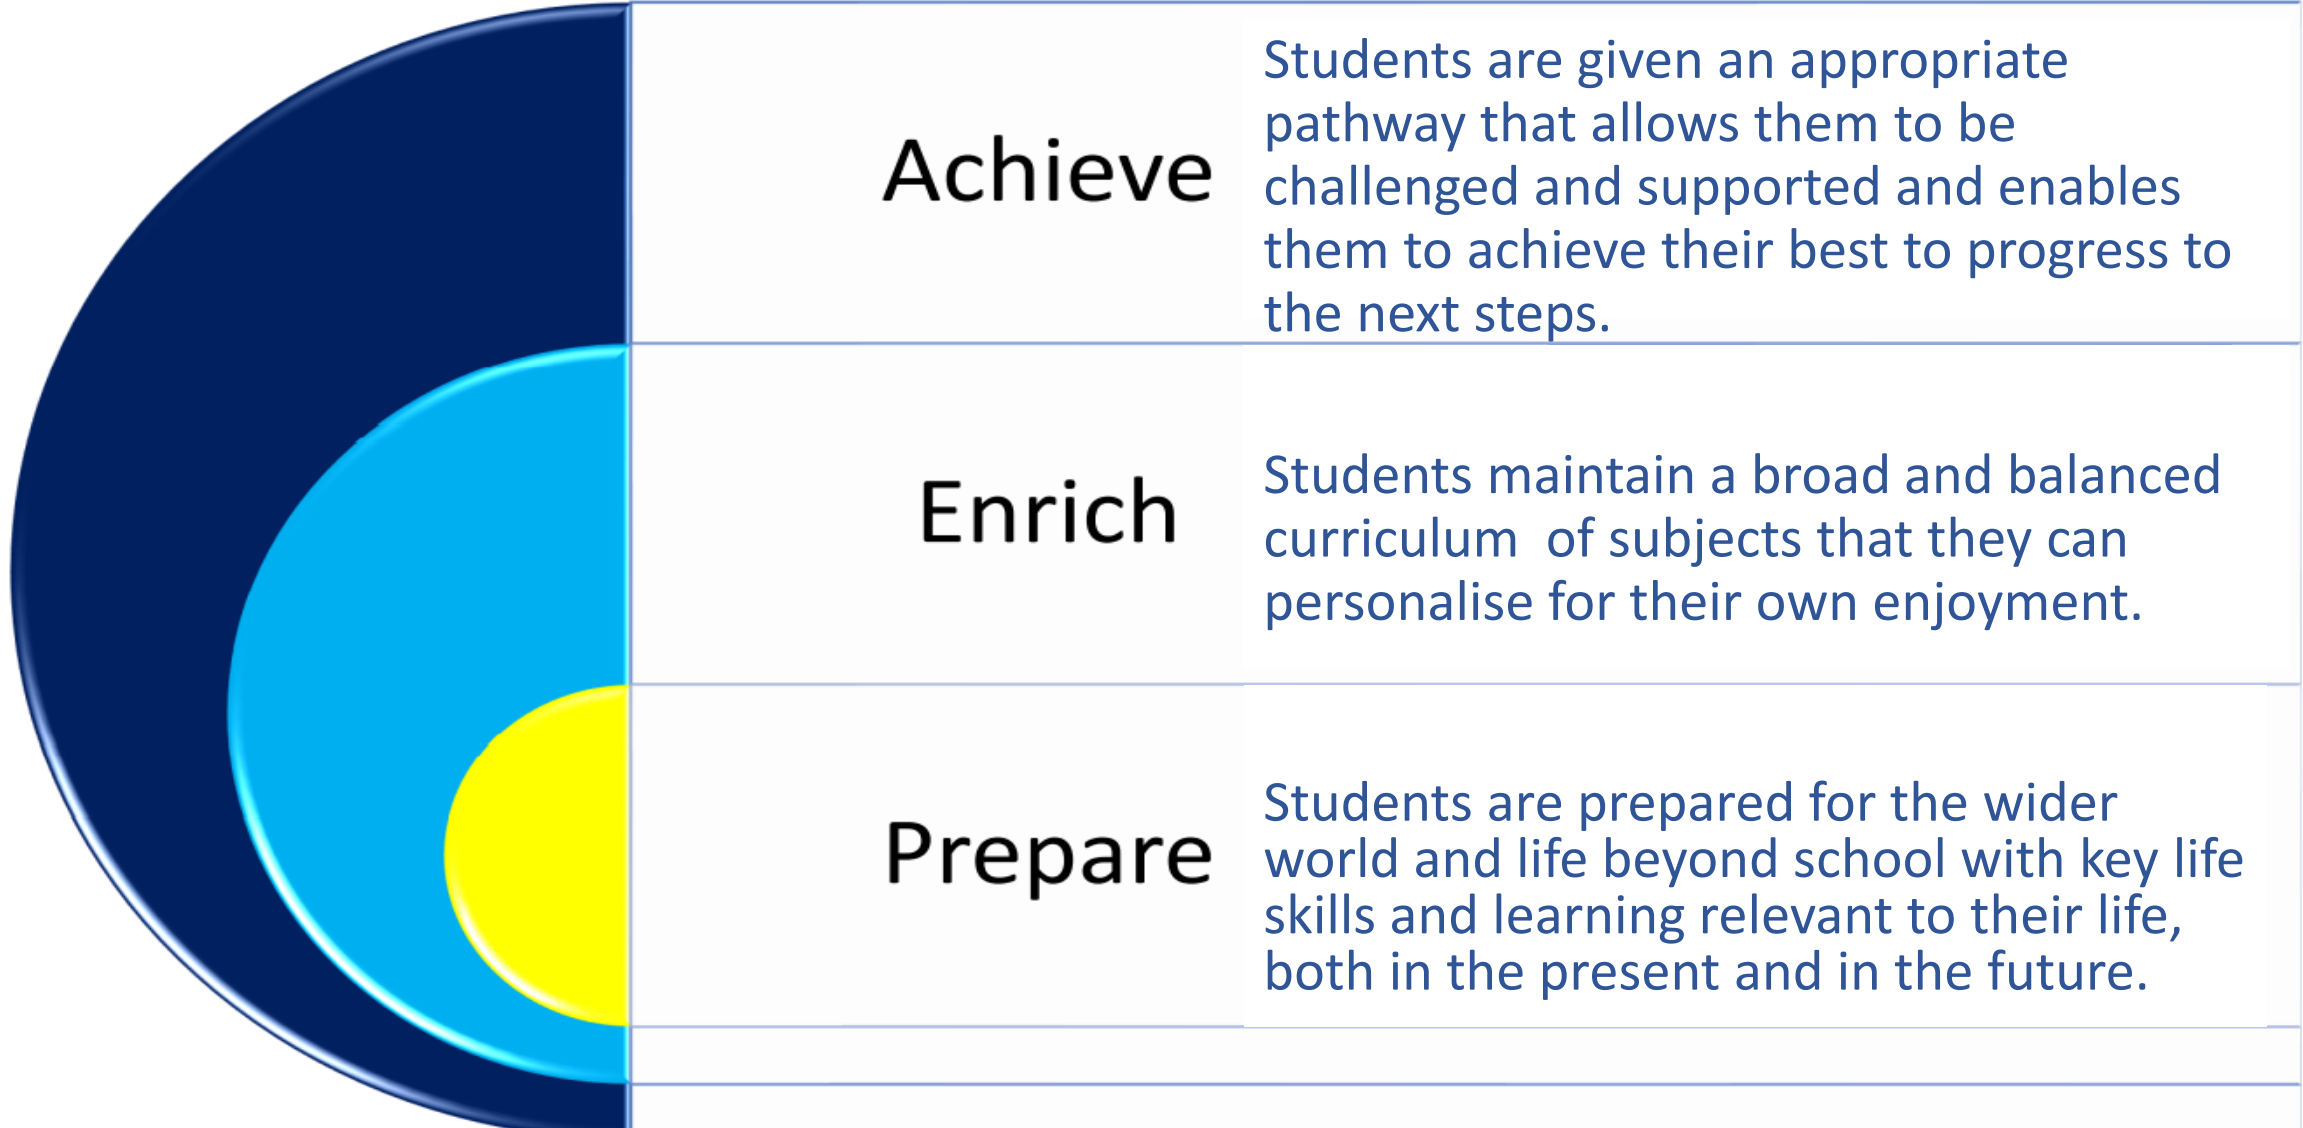 Achieve
Students are given an appropriate
pathway that allows them to be
challenged and supported and enables
them to achieve their best to progress to
the next steps.
Enrich
Students maintain a broad and balanced
curriculum  of subjects that they can
personalise for their own enjoyment.
Prepare
Students are prepared for the wider
world and life beyond school with key life
skills and learning relevant to their life,
both in the present and in the future.